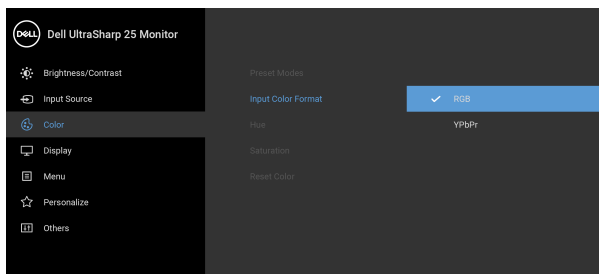 DELL Dell UltraSharp 25 Monitor
Brightness/Contrast
Preset Modes
Input Source
Input Color Format
RGB
Color
Hue
YPbPr
Display
Saturation
Menu
Reset Color
Personalize
Others